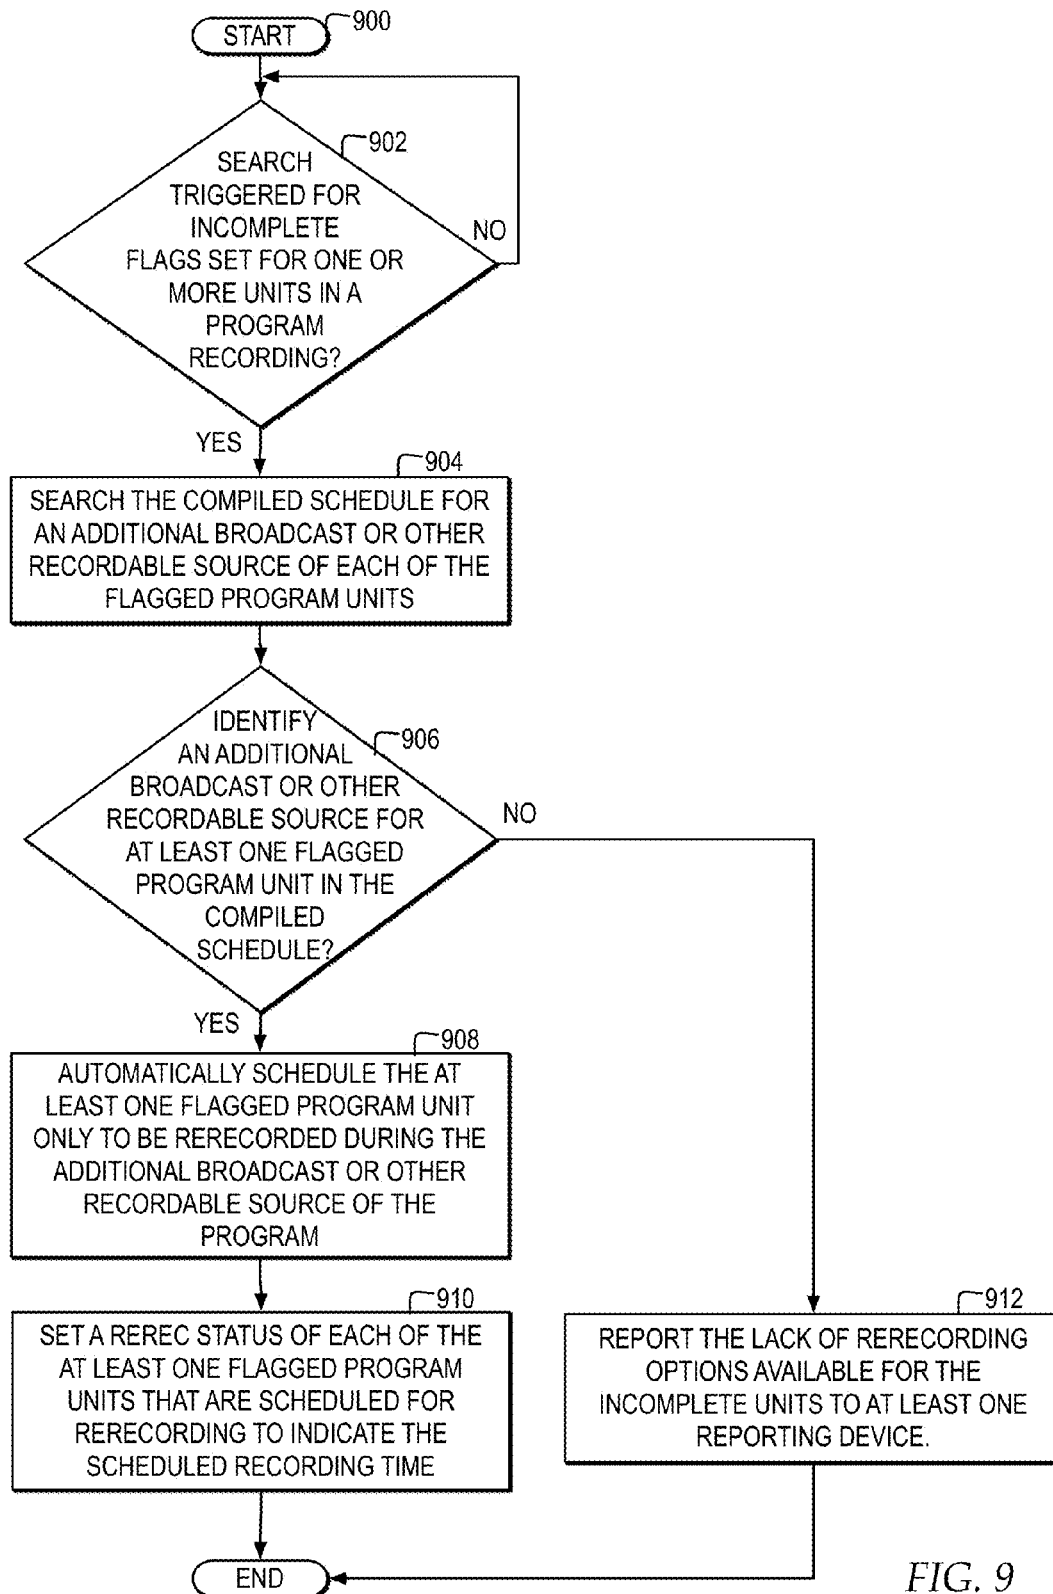 START
900
902
SEARCH
TRIGGERED FOR
INCOMPLETE
FLAGS SET FOR ONE OR
MORE UNITS IN A
PROGRAM
RECORDING?
NO
YES
904
SEARCH THE COMPILED SCHEDULE FOR
AN ADDITIONAL BROADCAST OR OTHER
RECORDABLE SOURCE OF EACH OF THE
FLAGGED PROGRAM UNITS
906
IDENTIFY
AN ADDITIONAL
BROADCAST OR OTHER
RECORDABLE SOURCE FOR
AT LEAST ONE FLAGGED
PROGRAM UNIT IN THE
COMPILED
SCHEDULE?
NO
YES
908
AUTOMATICALLY SCHEDULE THE AT
LEAST ONE FLAGGED PROGRAM UNIT
ONLY TO BE RERECORDED DURING THE
ADDITIONAL BROADCAST OR OTHER
RECORDABLE SOURCE OF THE
PROGRAM
910
SET A REREC STATUS OF EACH OF THE
AT LEAST ONE FLAGGED PROGRAM
UNITS THAT ARE SCHEDULED FOR
RERECORDING TO INDICATE THE
SCHEDULED RECORDING TIME
912
REPORT THE LACK OF RERECORDING
OPTIONS AVAILABLE FOR THE
INCOMPLETE UNITS TO AT LEAST ONE
REPORTING DEVICE.
END
FIG. 9